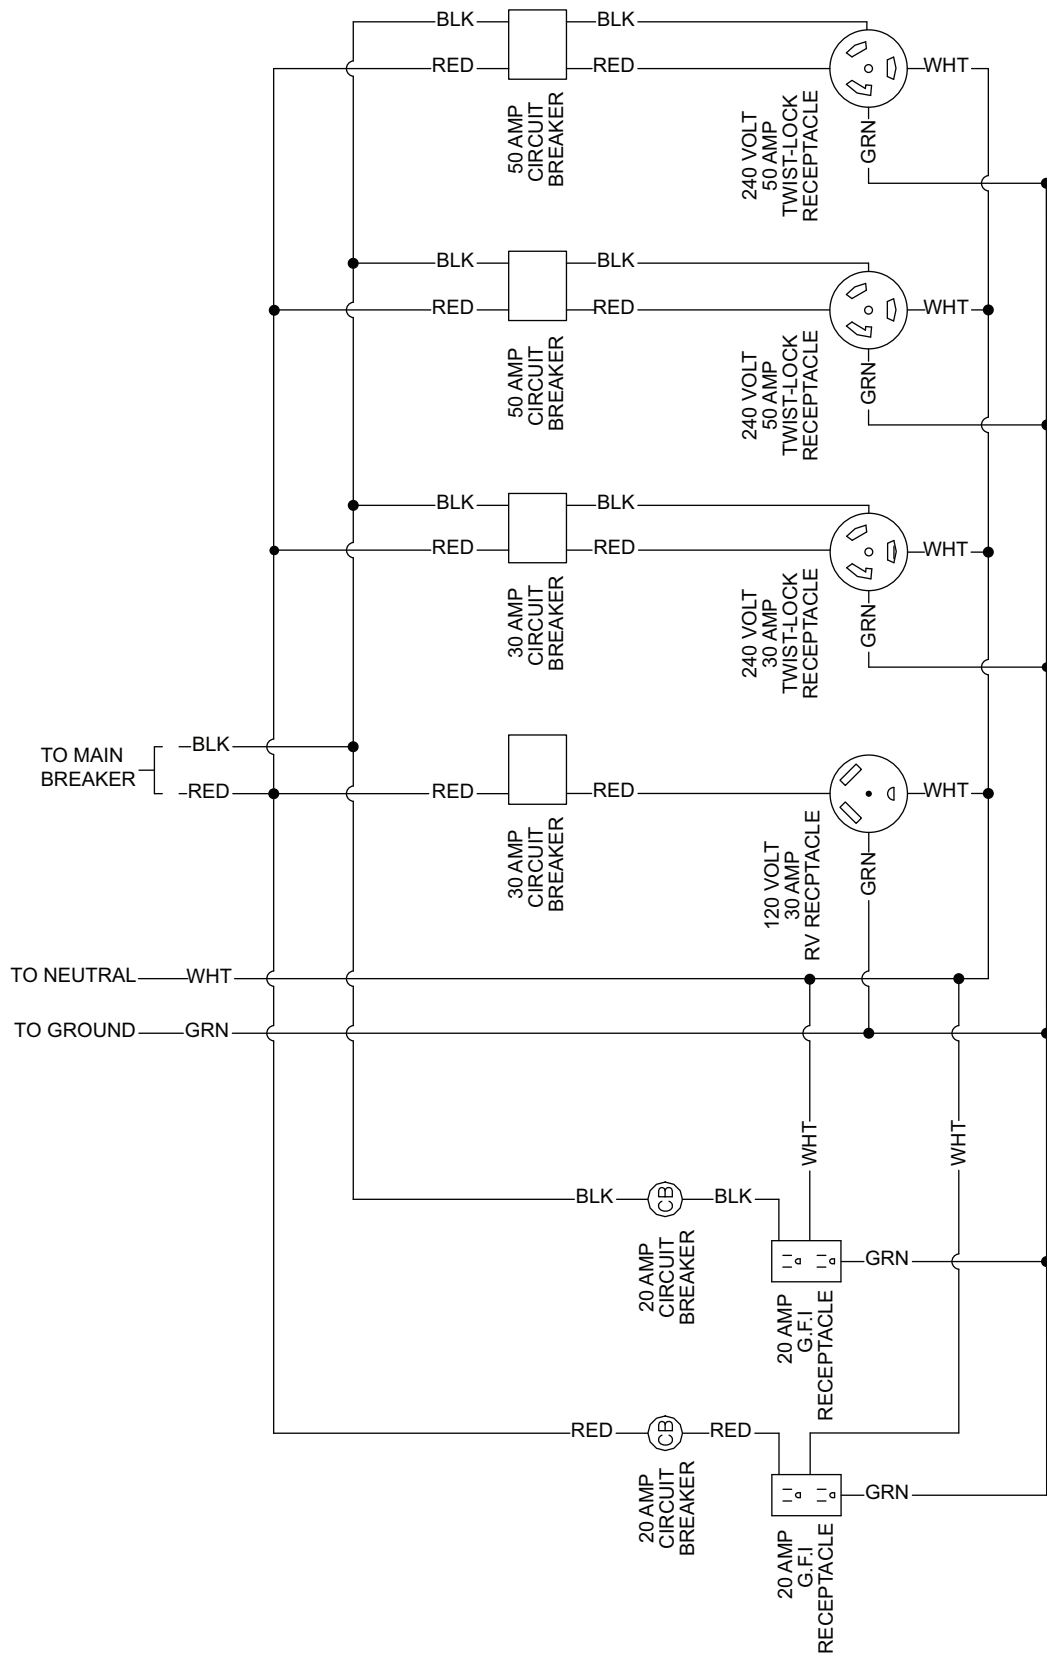 BLK
BLK
RED
RED
WHT
GRN
50 AMP
CIRCUIT
BREAKER
240 VOLT
50 AMP
TWIST-LOCK
RECEPTACLE
BLK
BLK
RED
RED
WHT
GRN
50 AMP
CIRCUIT
BREAKER
240 VOLT
50 AMP
TWIST-LOCK
RECEPTACLE
BLK
BLK
RED
RED
WHT
GRN
30 AMP
CIRCUIT
BREAKER
240 VOLT
30 AMP
TWIST-LOCK
RECEPTACLE
TO MAIN
BREAKER
BLK
RED
RED
RED
WHT
GRN
30 AMP
CIRCUIT
BREAKER
120 VOLT
30 AMP
RV RECPTACLE
TO NEUTRAL
WHT
TO GROUND
GRN
WHT
WHT
BLK
CB
BLK
20 AMP
CIRCUIT
BREAKER
GRN
20 AMP
G.F.I
RECEPTACLE
RED
CB
RED
20 AMP
CIRCUIT
BREAKER
GRN
20 AMP
G.F.I
RECEPTACLE